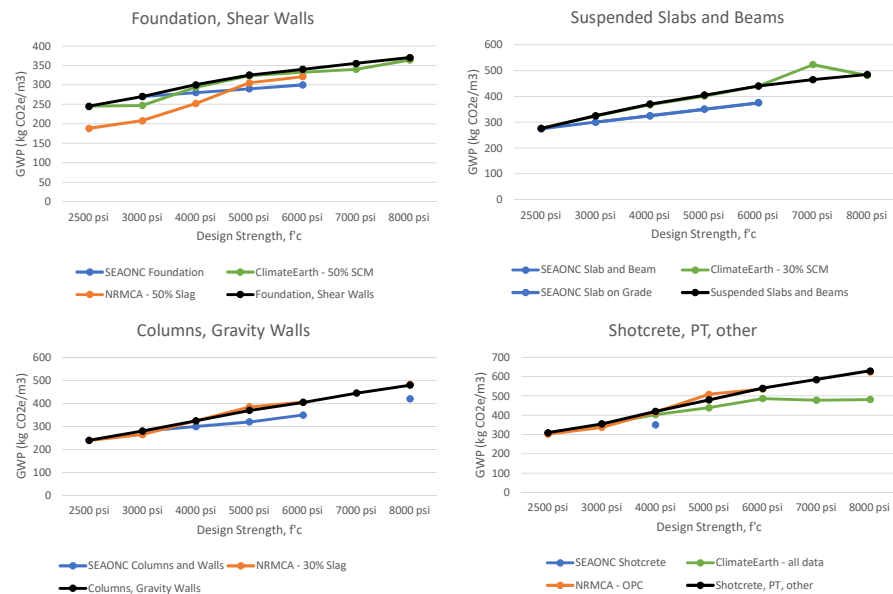 Foundation, Shear Walls
GWP (kg CO2e/m3)
400
350
300
250
200
150
100
50
0
2500 psi 3000 psi 4000 psi 5000 psi 6000 psi 7000 psi 8000 psi
Design Strength, f'c
SEAONC Foundation ClimateEarth - 50% SCM
NRMCA - 50% Slag Foundation, Shear Walls
Suspended Slabs and Beams
GWP (kg CO2e/m3)
600
500
400
300
200
100
0
2500 psi 3000 psi 4000 psi 5000 psi 6000 psi 7000 psi 8000 psi
Design Strength, f'c
SEAONC Slab and Beam ClimateEarth - 30% SCM
SEAONC Slab on Grade Suspended Slabs and Beams
Columns, Gravity Walls
GWP (kg CO2e/m3)
600
500
400
300
200
100
0
2500 psi 3000 psi 4000 psi 5000 psi 6000 psi 7000 psi 8000 psi
Design Strength, f'c
SEAONC Columns and Walls NRMCA - 30% Slag
Columns, Gravity Walls
Shotcrete, PT, other
GWP (kg CO2e/m3)
700
600
500
400
300
200
100
0
2500 psi 3000 psi 4000 psi 5000 psi 6000 psi 7000 psi 8000 psi
Design Strength, f'c
SEAONC Shotcrete ClimateEarth - all data
NRMCA - OPC Shotcrete, PT, other